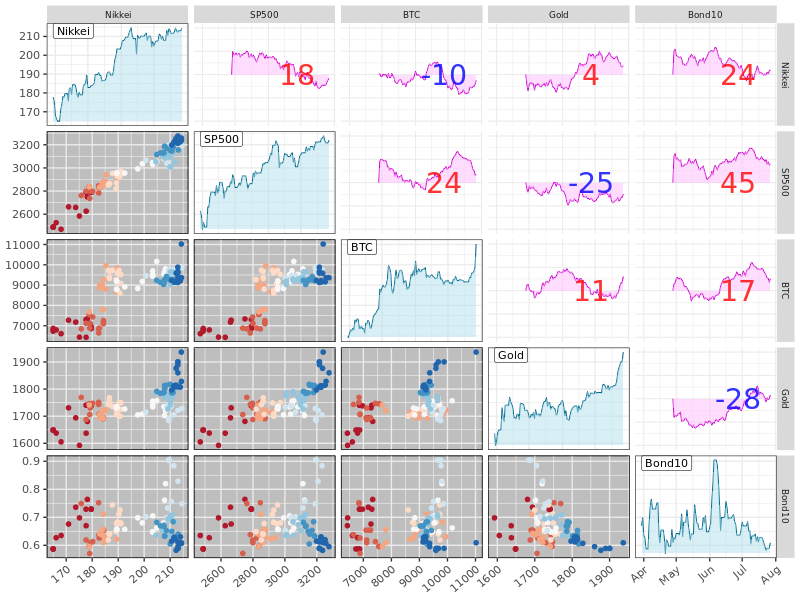 Nikkei SP500 BTC Gold Bond10
210 Nikkei 18 -10 4 24 Nikkei
200
190
180
170
3200 SP500 24 -25 45 SP500
3000
2800
2600
11000 BTC 11 17 BTC
10000
9000
8000
7000
1900 Gold -28 Gold
1800
1700
1600
0.9 Bond10 Bond10
0.8
0.7
0.6
170 180 190 200 210 2600 2800 3000 3200 7000 8000 9000 10000 11000 1600 1700 1800 1900 Apr May Jun Jul Aug